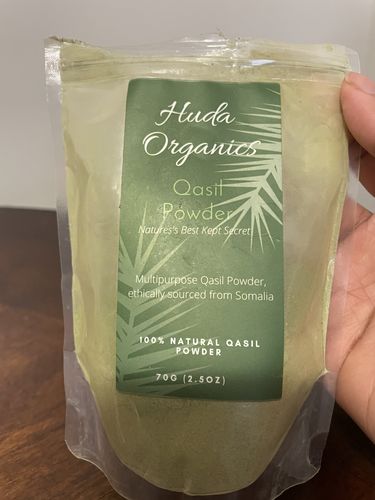 Huda
Organics
Qasil
Powder
Natures's Best Kept Secret
Multipurpose Qasil Powder,
ethically sourced from Somalia
100% NATURAL QASIL
POWDER
70G (2.5OZ)